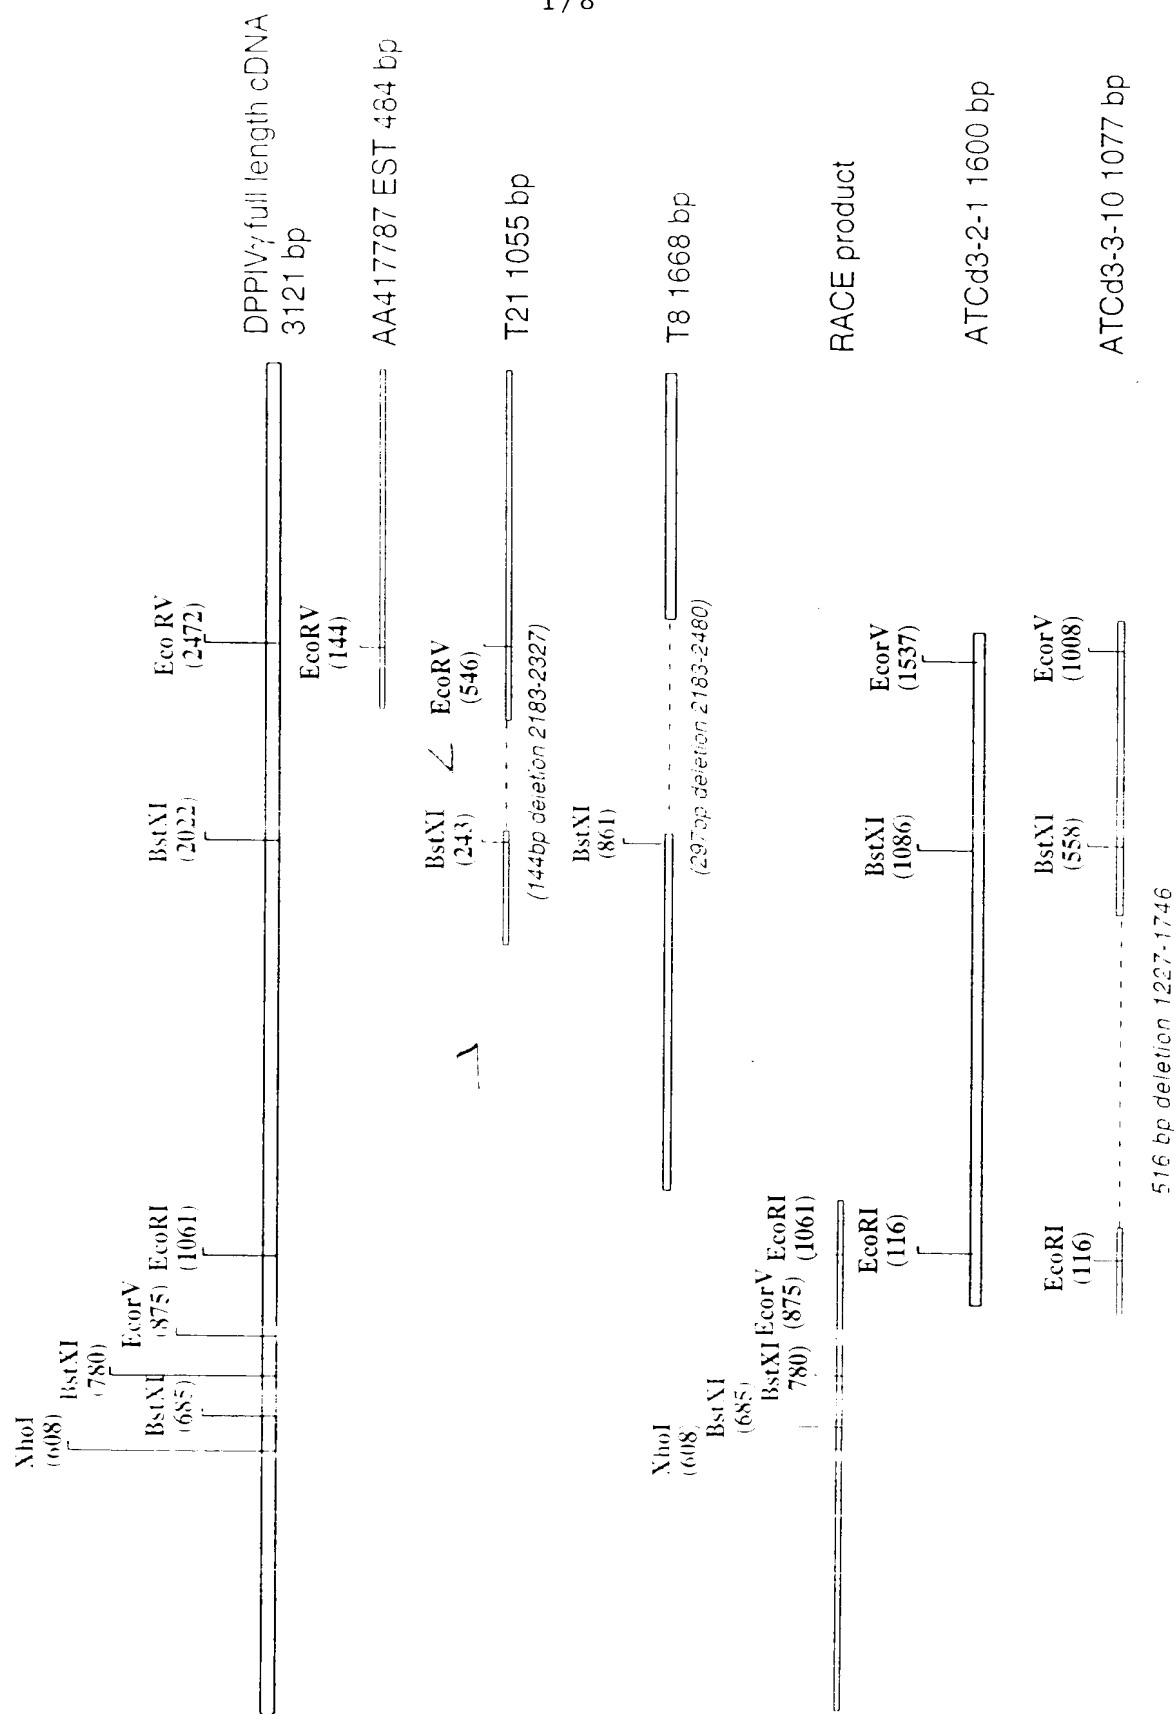 1/8
DPPIVγ full length cDNA
3121 bp
XhoI
(608)
BstXI
(685)
BstXI
(780)
EcorV
(875)
EcoRI
(1061)
BstXI
(2022)
Eco RV
(2472)
AA417787 EST 484 bp
EcoRV
(144)
T21 1055 bp
BstXI
(243)
EcoRV
(546)
(144bp deletion 2183-2327)
T8 1668 bp
BstXI
(861)
(297bp deletion 2183-2480)
RACE product
XhoI
(608)
BstXI
(685)
BstXI
780)
EcorV
(875)
EcoRI
(1061)
ATCd3-2-1 1600 bp
EcoRI
(116)
BstXI
(1086)
EcorV
(1537)
ATCd3-3-10 1077 bp
EcoRI
(116)
BstXI
(558)
EcorV
(1008)
516 bp deletion 1227-1746